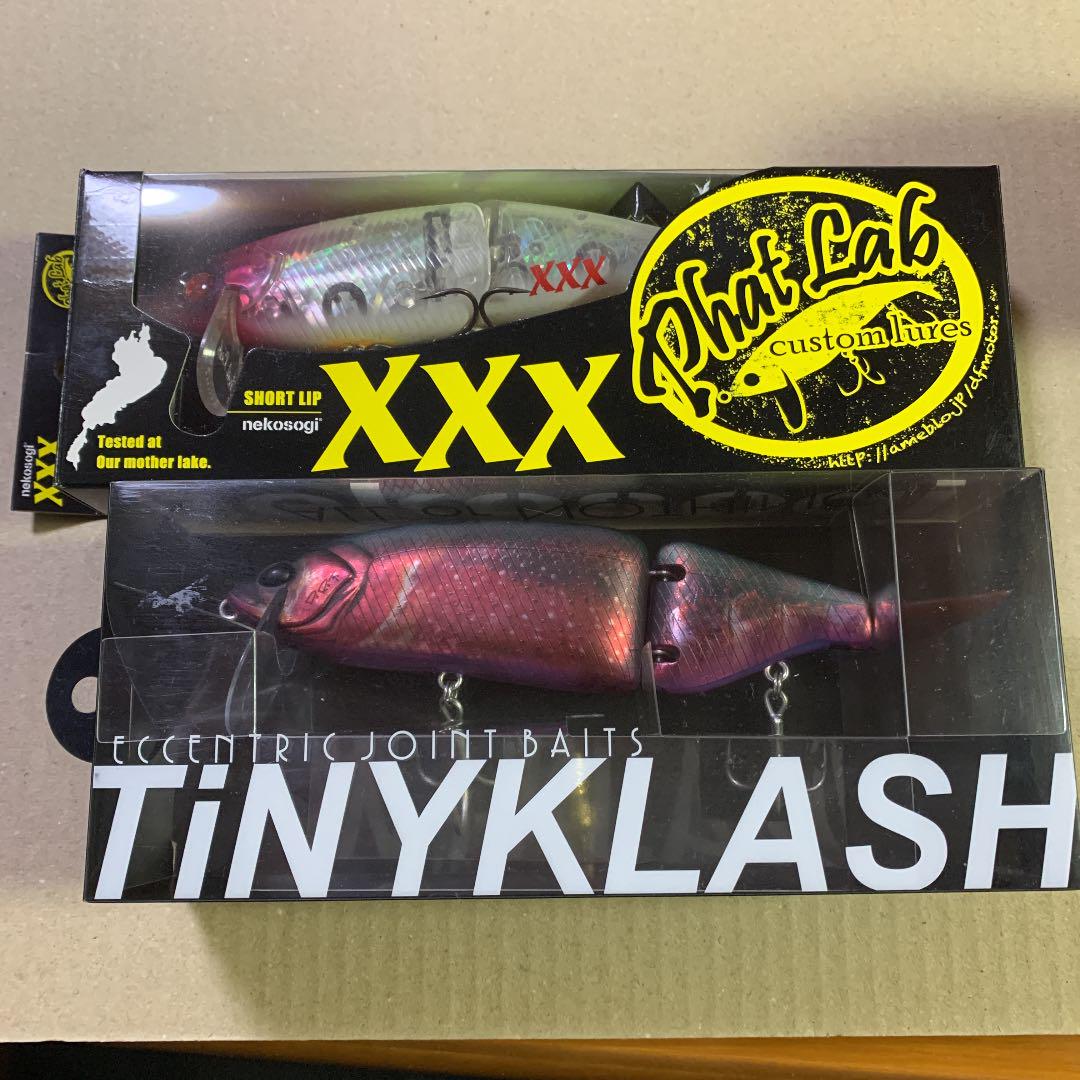 XXX
Phat Lab
custom lures
http://ameblo.jp/dfmotor
SHORT LIP
nekosogi
XXX
Tested at
Our mother lake.
nekosogi
XXX
ECCENTRIC JOINT BAITS
TiNYKLASH